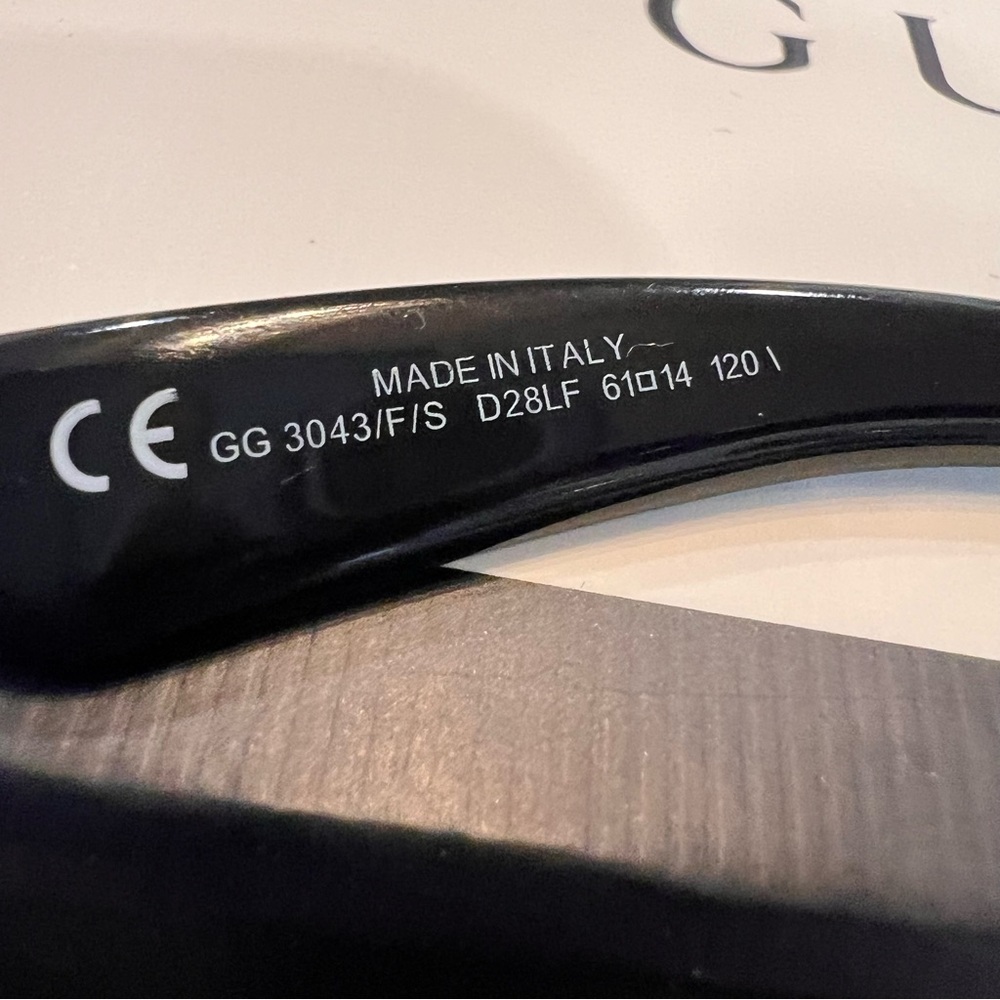 GU
MADE IN ITALY
CE GG 3043/F/S D28LF 61□14 120 \